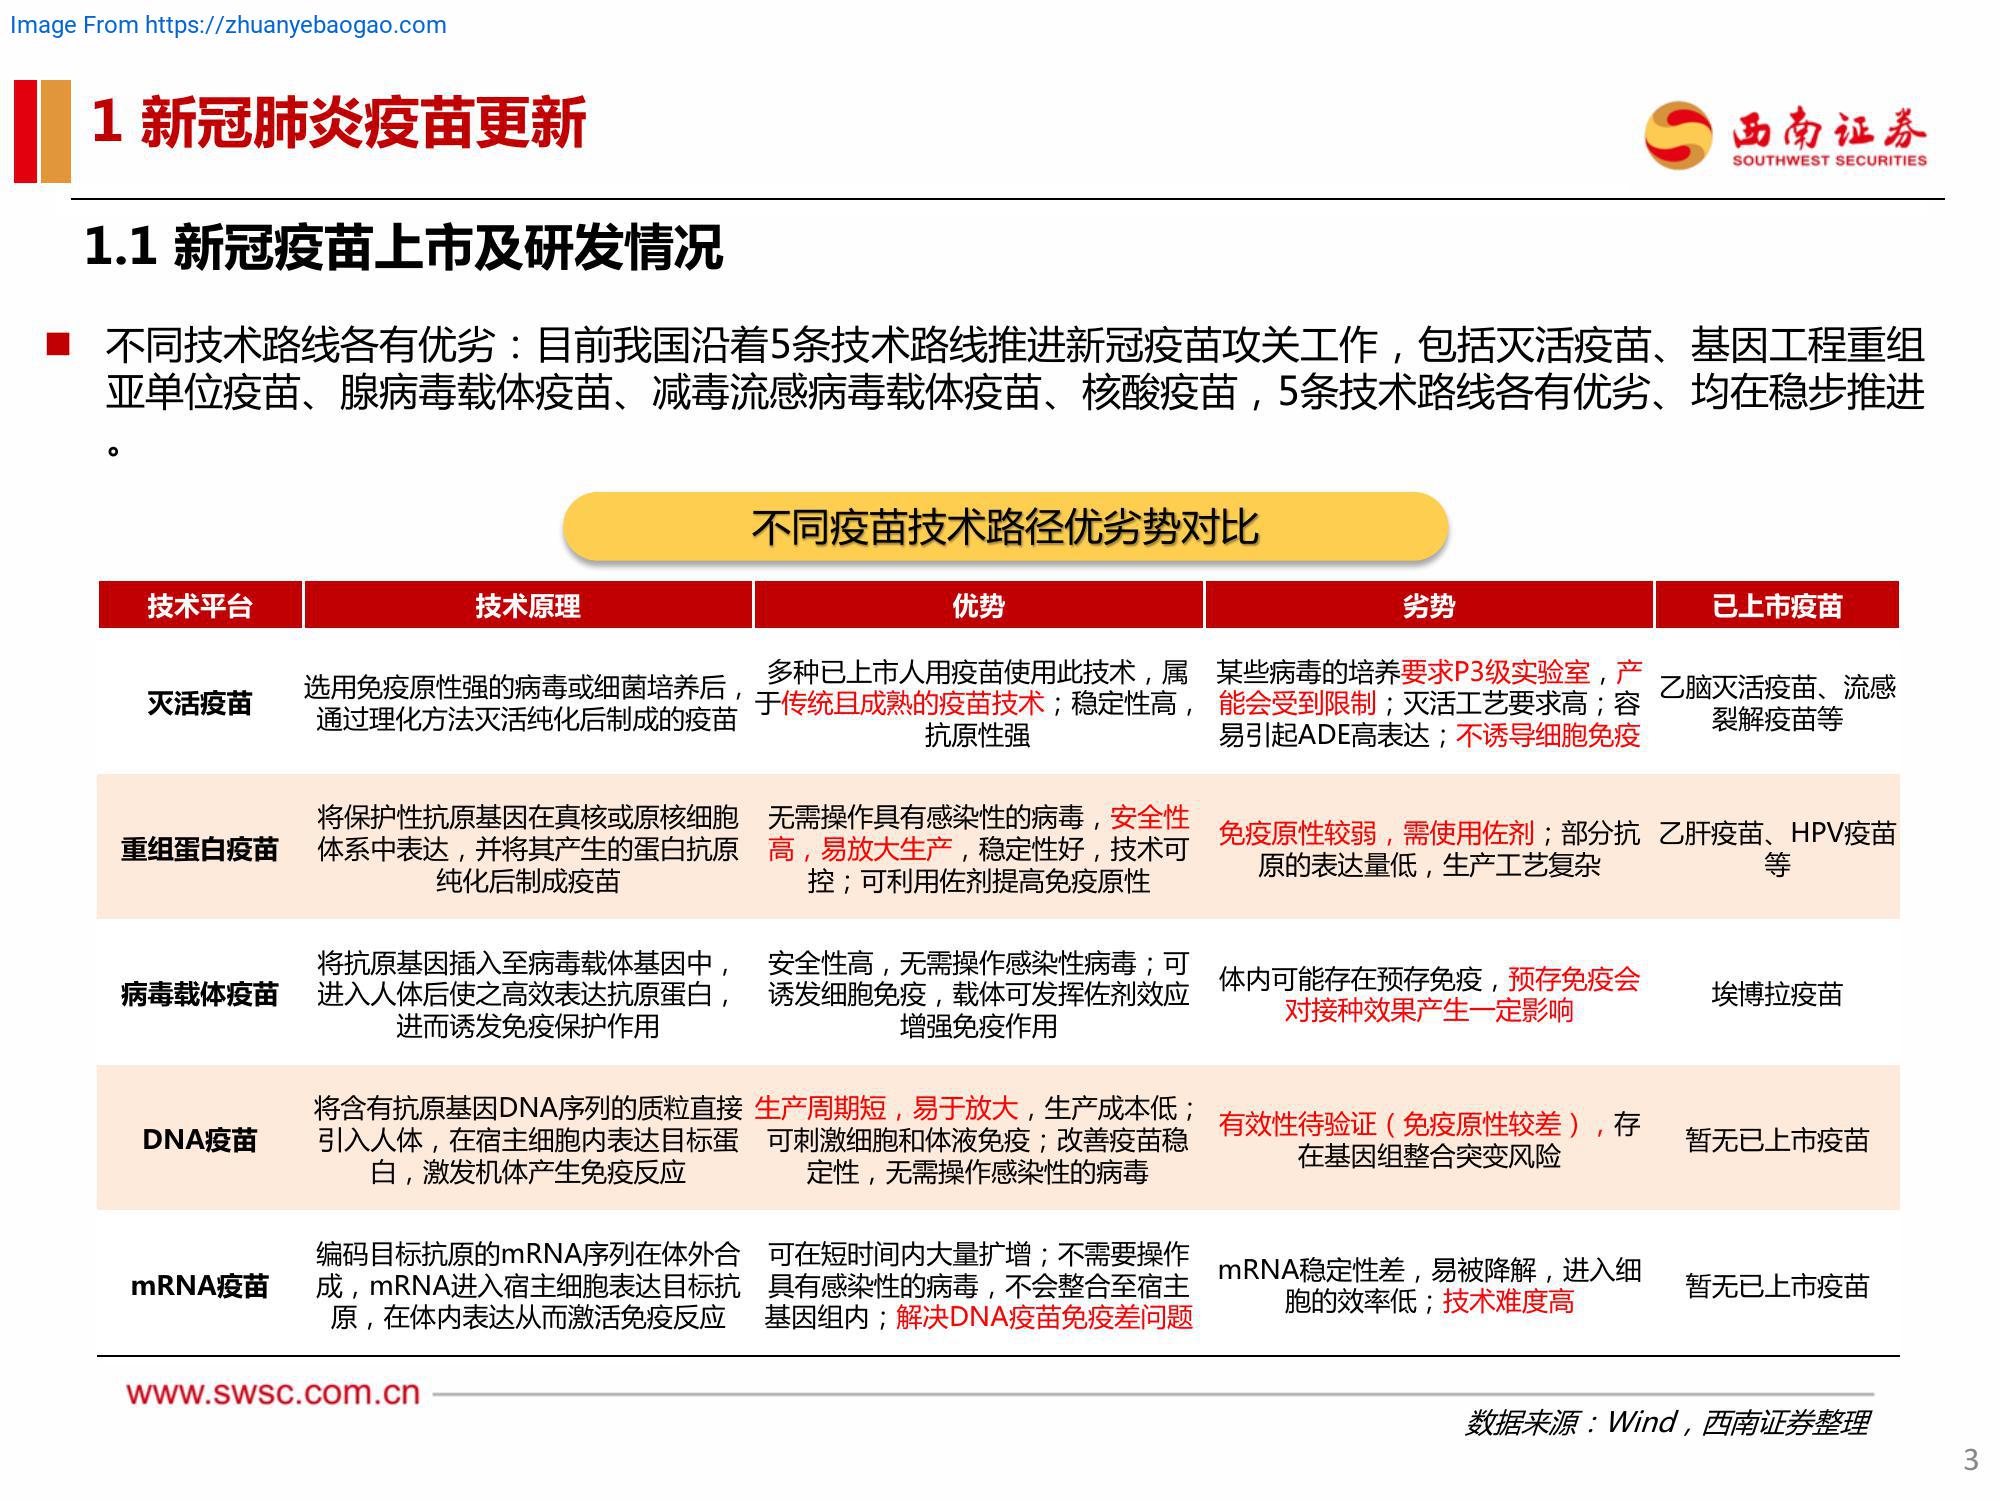 Image From https://zhuanyebaogao.com
1 新冠肺炎疫苗更新
西南证券
SOUTHWEST SECURITIES
1.1 新冠疫苗上市及研发情况
不同技术路线各有优劣：目前我国沿着5条技术路线推进新冠疫苗攻关工作，包括灭活疫苗、基因工程重组
亚单位疫苗、腺病毒载体疫苗、减毒流感病毒载体疫苗、核酸疫苗，5条技术路线各有优劣、均在稳步推进
。
不同疫苗技术路径优劣势对比
技术平台 技术原理 优势 劣势 已上市疫苗
灭活疫苗
选用免疫原性强的病毒或细菌培养后，
通过理化方法灭活纯化后制成的疫苗
多种已上市人用疫苗使用此技术，属
于传统且成熟的疫苗技术；稳定性高，
抗原性强
某些病毒的培养要求P3级实验室，产
能会受到限制；灭活工艺要求高；容
易引起ADE高表达；不诱导细胞免疫
乙脑灭活疫苗、流感
裂解疫苗等
重组蛋白疫苗
将保护性抗原基因在真核或原核细胞
体系中表达，并将其产生的蛋白抗原
纯化后制成疫苗
无需操作具有感染性的病毒，安全性
高，易放大生产，稳定性好，技术可
控；可利用佐剂提高免疫原性
免疫原性较弱，需使用佐剂；部分抗
原的表达量低，生产工艺复杂
乙肝疫苗、HPV疫苗
等
病毒载体疫苗
将抗原基因插入至病毒载体基因中，
进入人体后使之高效表达抗原蛋白，
进而诱发免疫保护作用
安全性高，无需操作感染性病毒；可
诱发细胞免疫，载体可发挥佐剂效应
增强免疫作用
体内可能存在预存免疫，预存免疫会
对接种效果产生一定影响
埃博拉疫苗
DNA疫苗
将含有抗原基因DNA序列的质粒直接
引入人体，在宿主细胞内表达目标蛋
白，激发机体产生免疫反应
生产周期短，易于放大，生产成本低；
可刺激细胞和体液免疫；改善疫苗稳
定性，无需操作感染性的病毒
有效性待验证（免疫原性较差），存
在基因组整合突变风险
暂无已上市疫苗
mRNA疫苗
编码目标抗原的mRNA序列在体外合
成，mRNA进入宿主细胞表达目标抗
原，在体内表达从而激活免疫反应
可在短时间内大量扩增；不需要操作
具有感染性的病毒，不会整合至宿主
基因组内；解决DNA疫苗免疫差问题
mRNA稳定性差，易被降解，进入细
胞的效率低；技术难度高
暂无已上市疫苗
www.swsc.com.cn
数据来源：Wind，西南证券整理
3